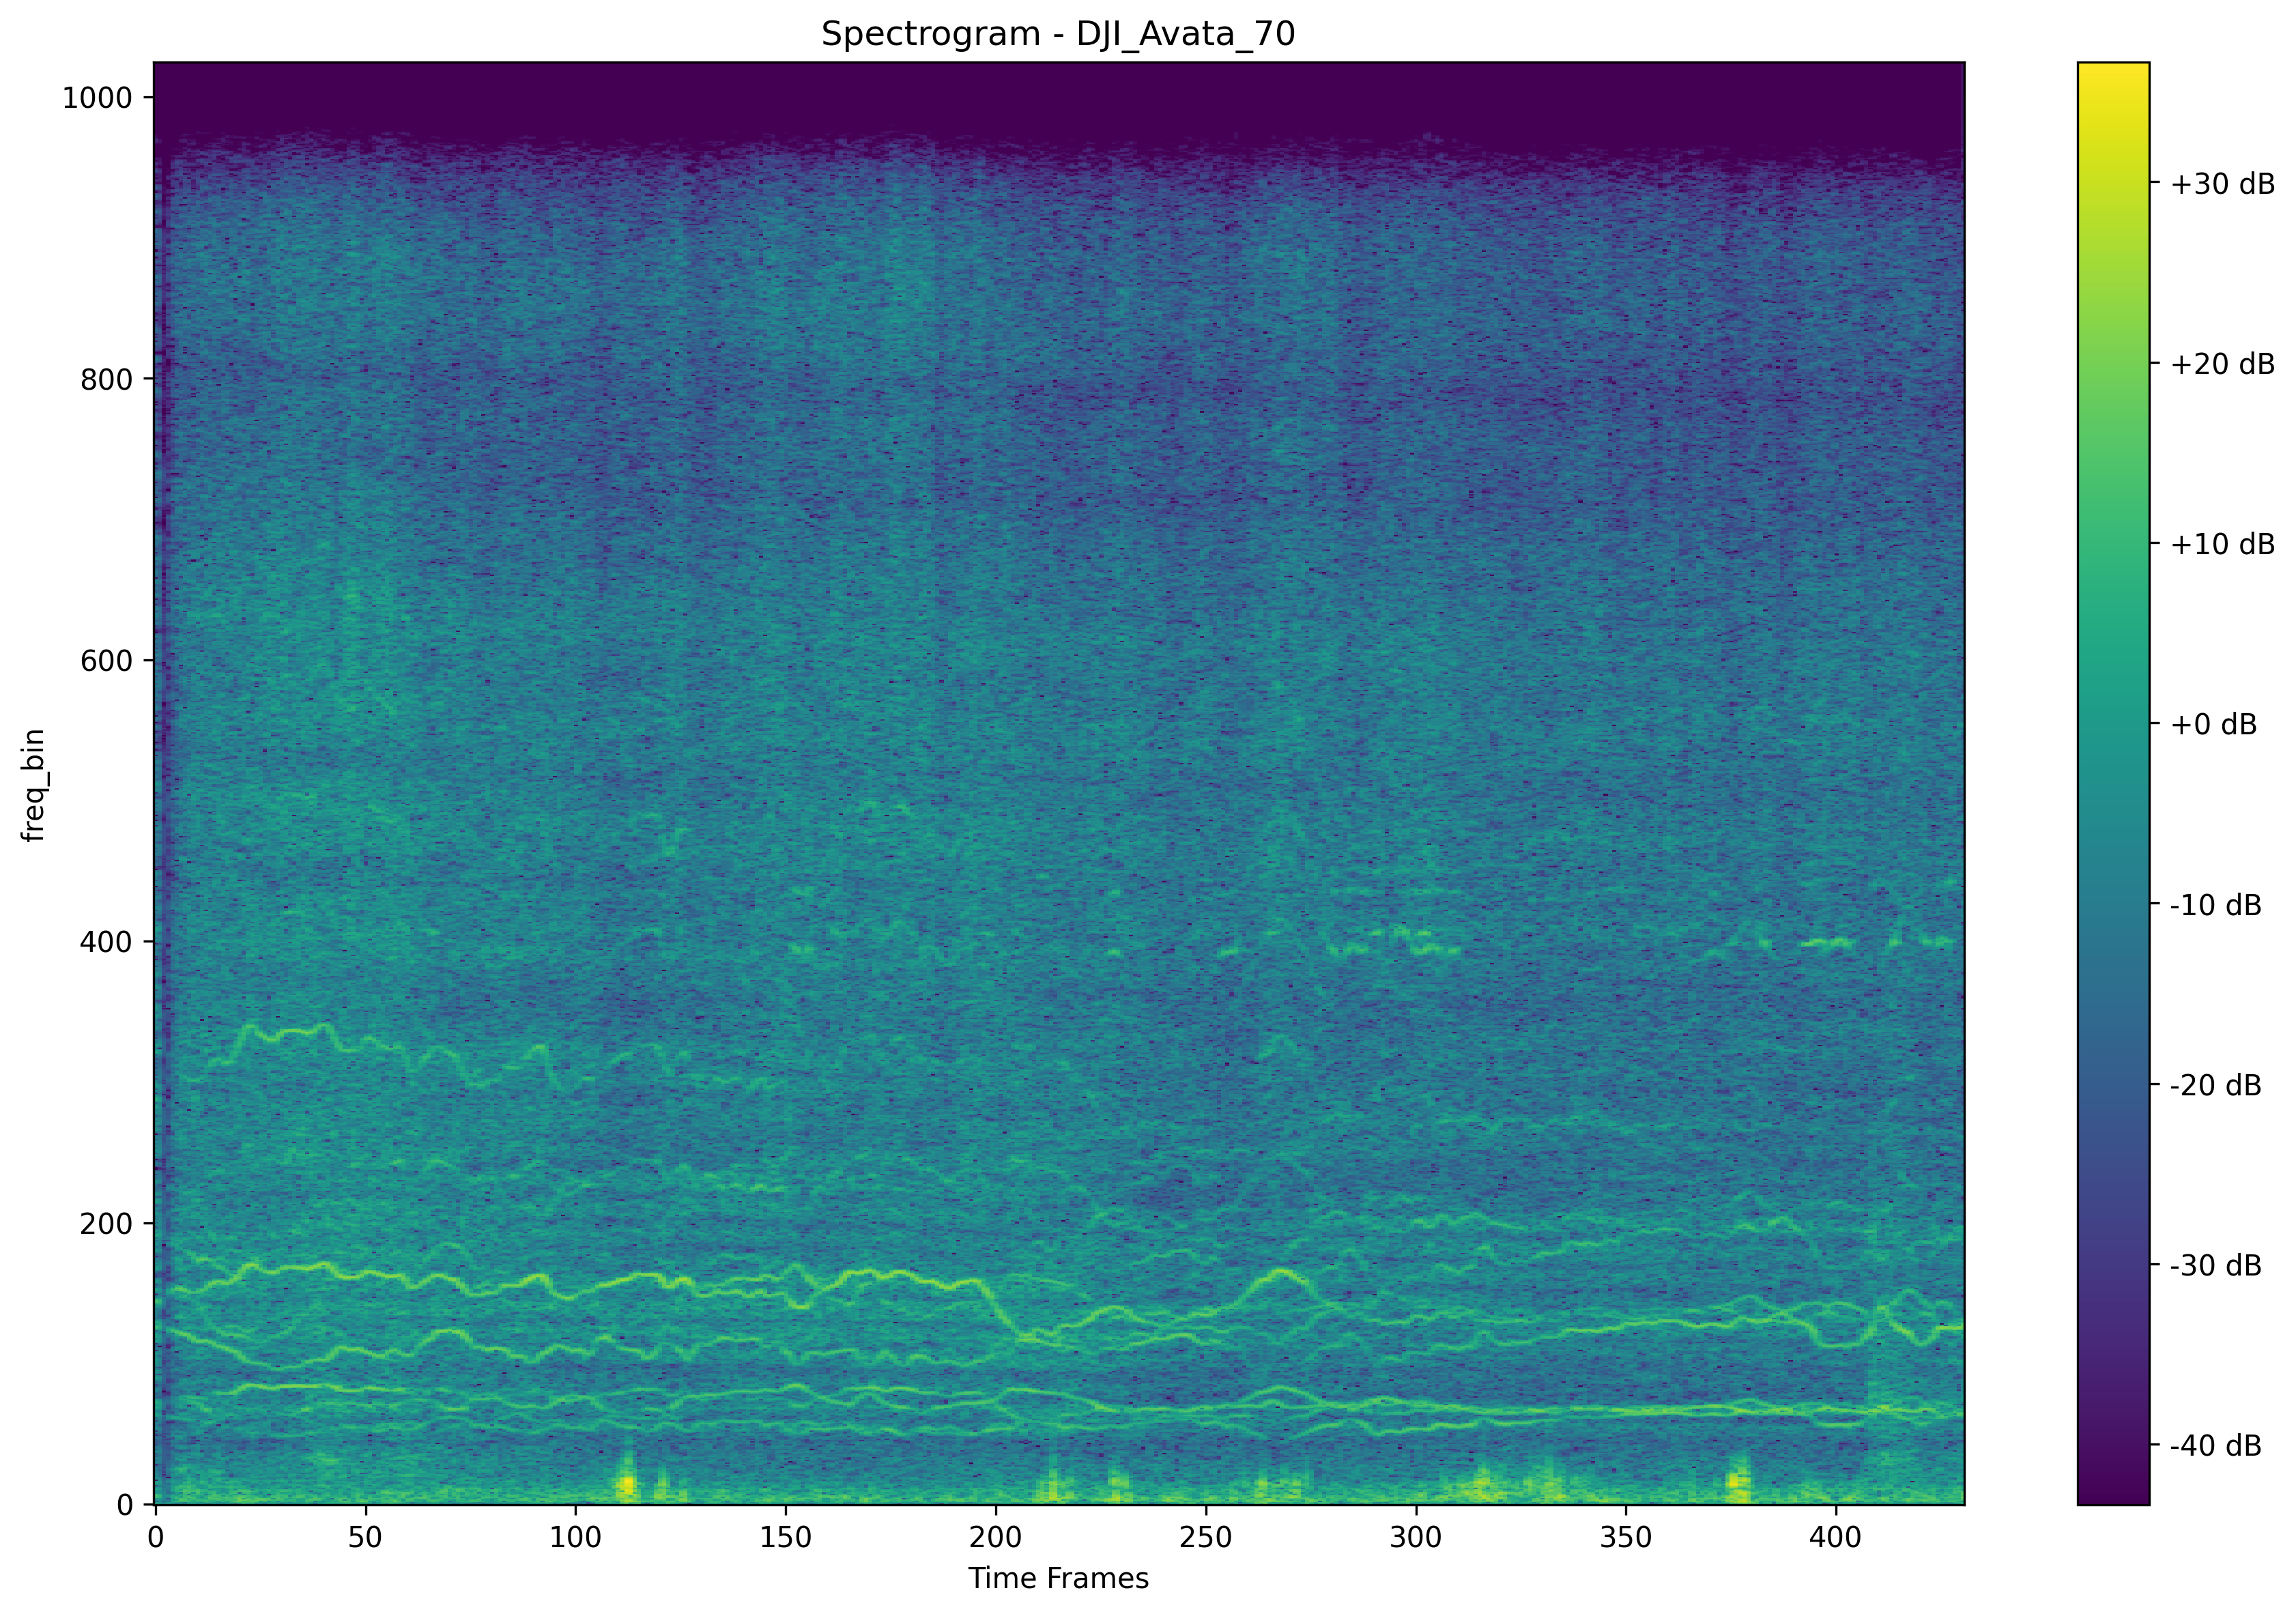 Spectrogram - DJI_Avata_70
1000
800
600
400
200
0
freq_bin
0 50 100 150 200 250 300 350 400
Time Frames
+30 dB
+20 dB
+10 dB
+0 dB
-10 dB
-20 dB
-30 dB
-40 dB